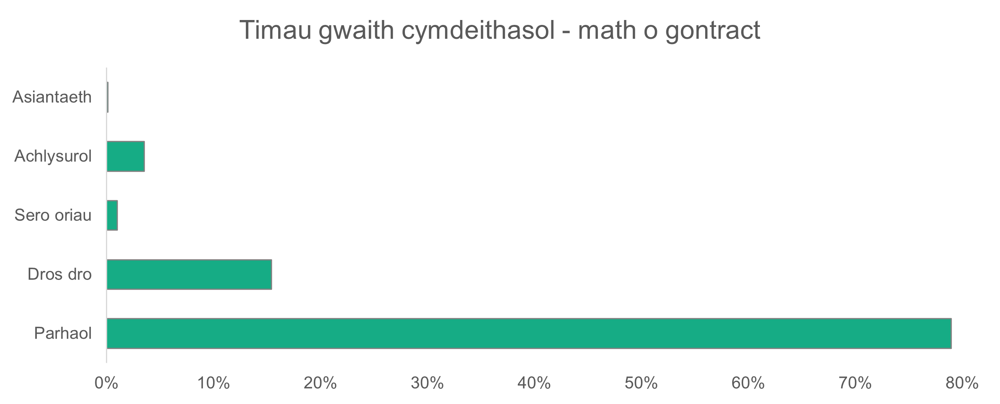 Timau gwaith cymdeithasol - math o gontract
Asiantaeth
Achlysurol
Sero oriau
Dros dro
Parhaol
0% 10% 20% 30% 40% 50% 60% 70% 80%